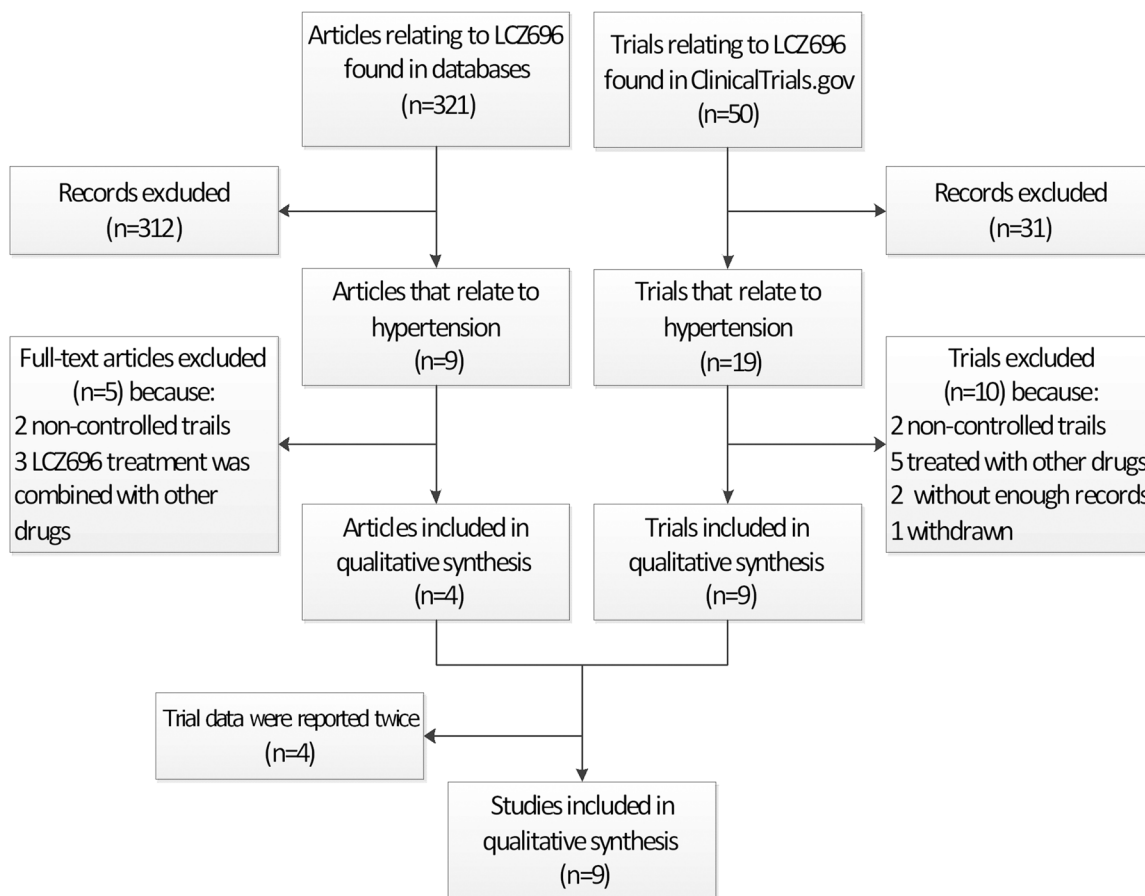 Articles relating to LCZ696
found in databases
(n=321)
Trials relating to LCZ696
found in ClinicalTrials.gov
(n=50)
Records excluded
(n=312)
Records excluded
(n=31)
Articles that relate to
hypertension
(n=9)
Trials that relate to
hypertension
(n=19)
Full-text articles excluded
(n=5) because:
2 non-controlled trails
3 LCZ696 treatment was
combined with other
drugs
Trials excluded
(n=10) because:
2 non-controlled trails
5 treated with other drugs
2 without enough records
1 withdrawn
Articles included in
qualitative synthesis
(n=4)
Trials included in
qualitative synthesis
(n=9)
Trial data were reported twice
(n=4)
Studies included in
qualitative synthesis
(n=9)